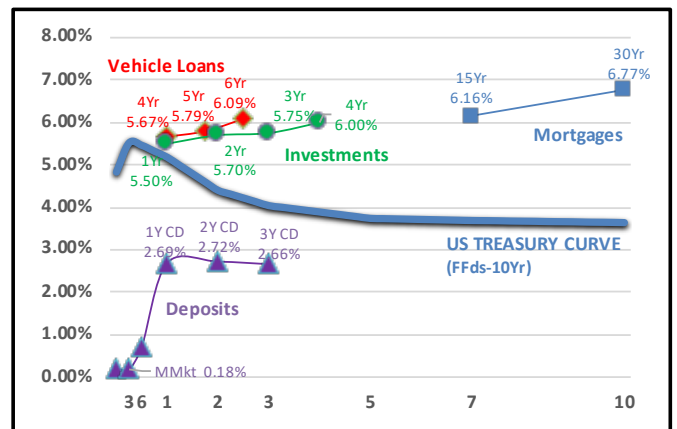 8.00%
7.00%
6.00%
5.00%
4.00%
3.00%
2.00%
1.00%
0.00%
Vehicle Loans
4Yr
5.67%
5Yr
5.79%
6Yr
6.09%
3Yr
5.75%
4Yr
6.00%
15Yr
6.16%
30Yr
6.77%
Mortgages
1Yr
5.50%
2Yr
5.70%
Investments
US TREASURY CURVE
(FFds-10Yr)
1Y CD
2.69%
2Y CD
2.72%
3Y CD
2.66%
Deposits
MMkt 0.18%
3 6 1 2 3 5 7 10